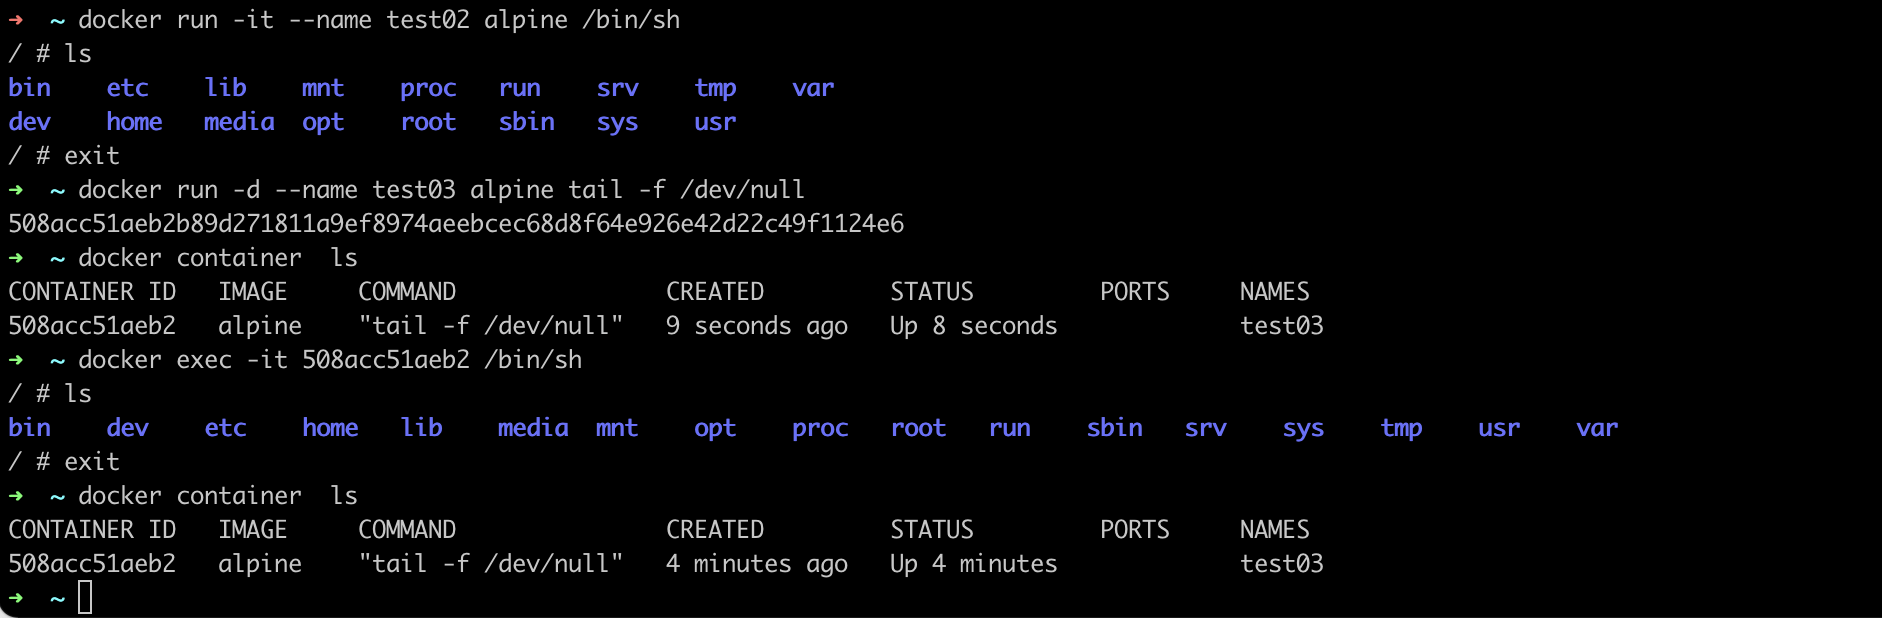 ➜  ~ docker run -it --name test02 alpine /bin/sh
/ # ls
bin    etc    lib    mnt    proc   run    srv    tmp    var
dev    home   media  opt    root   sbin   sys    usr
/ # exit
➜  ~ docker run -d --name test03 alpine tail -f /dev/null
508acc51aeb2b89d271811a9ef8974aeebcec68d8f64e926e42d22c49f1124e6
➜  ~ docker container  ls
CONTAINER ID   IMAGE     COMMAND               CREATED         STATUS         PORTS     NAMES
508acc51aeb2   alpine    "tail -f /dev/null"   9 seconds ago   Up 8 seconds             test03
➜  ~ docker exec -it 508acc51aeb2 /bin/sh
/ # ls
bin    dev    etc    home   lib    media  mnt    opt    proc   root   run    sbin   srv    sys    tmp    usr    var
/ # exit
➜  ~ docker container  ls
CONTAINER ID   IMAGE     COMMAND               CREATED         STATUS         PORTS     NAMES
508acc51aeb2   alpine    "tail -f /dev/null"   4 minutes ago   Up 4 minutes             test03
➜  ~